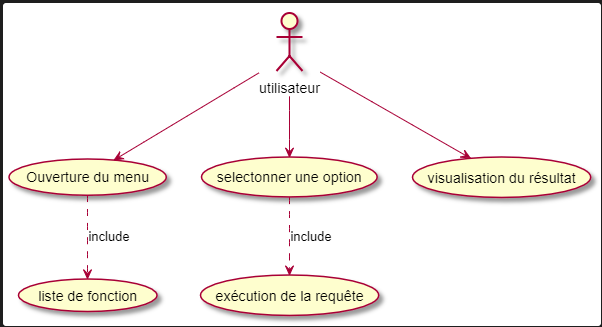 utilisateur
Ouverture du menu
selectonner une option
visualisation du résultat
include
include
liste de fonction
exécution de la requête